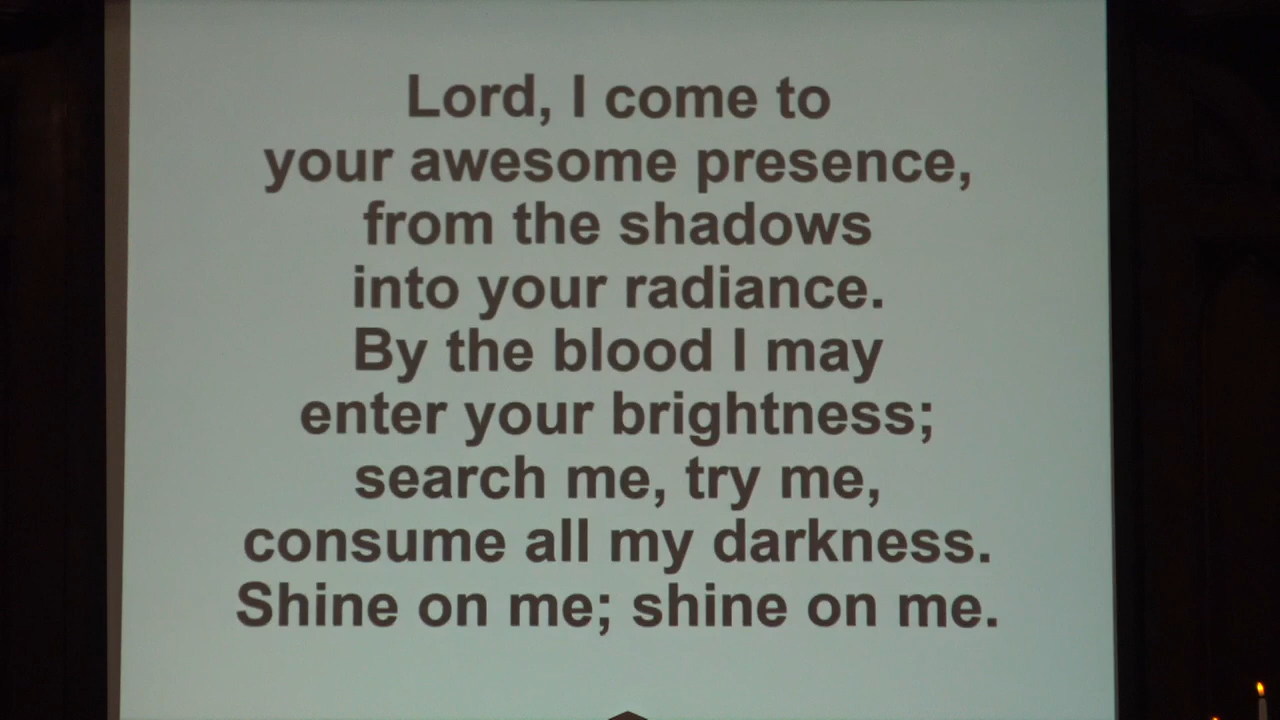 Lord, I come to
your awesome presence,
from the shadows
into your radiance.
By the blood I may
enter your brightness;
search me, try me,
consume all my darkness.
Shine on me; shine on me.